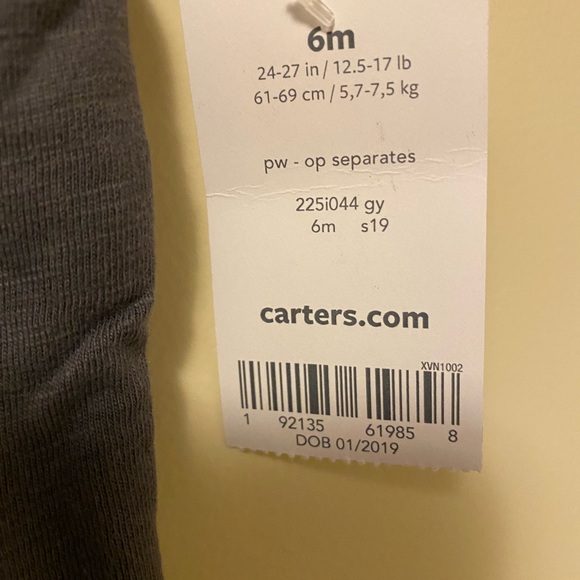 6m
24-27 in / 12.5-17 lb
61-69 cm / 5,7-7,5 kg
pw - op separates
225i044 gy
6m s19
carters.com
XVN1002
1 92135 61985 8
DOB 01/2019